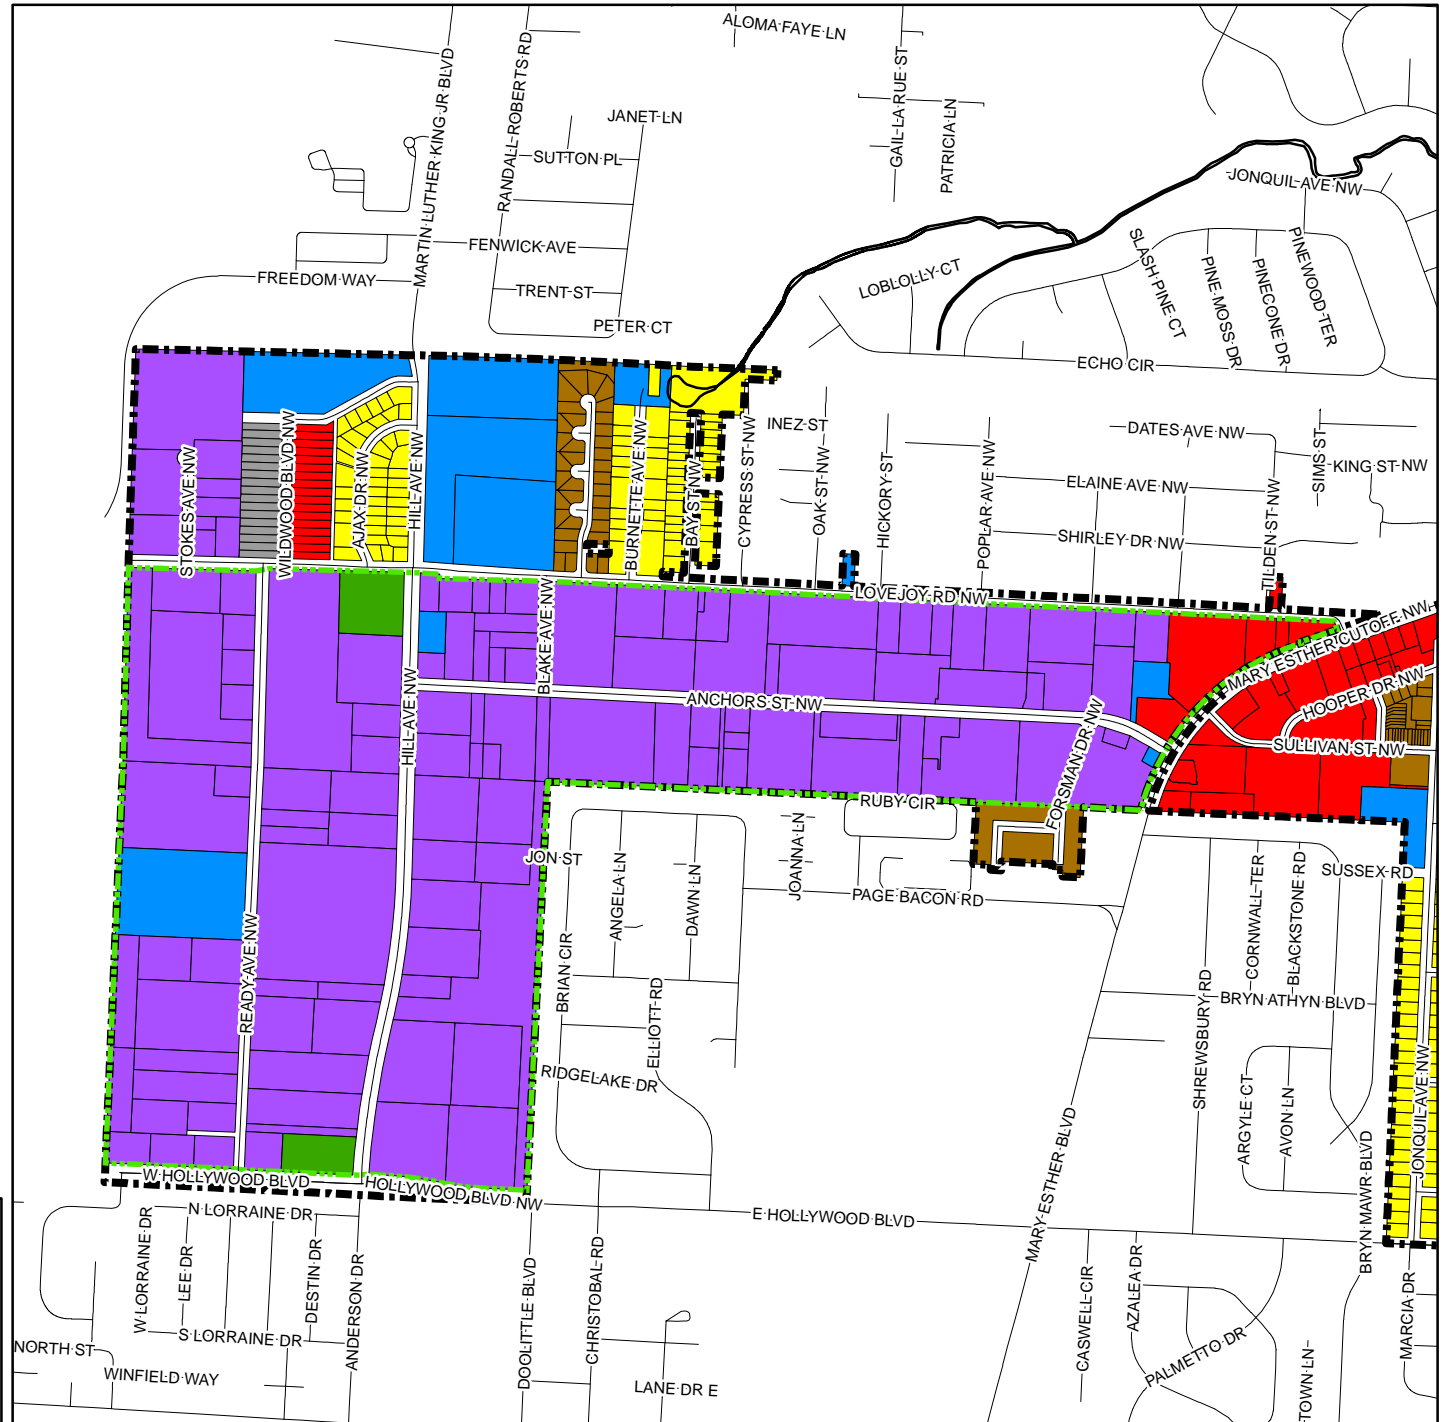 ALOMA FAYE LN
MARTIN LUTHER KING JR BLVD
RANDALL ROBERTS RD
GAIL LA RUE ST
PATRICIA LN
JANET LN
SUTTON PL
JONQUIL AVE NW
FENWICK AVE
FREEDOM WAY
TRENT ST
PETER CT
LOBLOLLY CT
SLASH PINE CT
PINE MOSS DR
PINECONE DR
PINEWOOD TER
ECHO CIR
INEZ ST
DATES AVE NW
SIMS ST
KING ST NW
ELAINE AVE NW
SHIRLEY DR NW
TILDEN ST NW
STOKES AVE NW
WILDWOOD BLVD NW
AJAX DR NW
HILL AVE NW
BURNETTE AVE NW
BAY ST NW
CYPRESS ST NW
OAK ST NW
HICKORY ST
POPLAR AVE NW
LOVEJOY RD NW
BLAKE AVE NW
MARY ESTHER CUTOFF NW
HILL AVE NW
ANCHORS ST NW
HOOPER DR NW
SULLIVAN ST NW
FORSMAN DR NW
RUBY CIR
JON ST
ANGELA LN
DAWN LN
JOANNA LN
PAGE BACON RD
SUSSEX RD
CORNWALL TER
BLACKSTONE RD
READY AVE NW
BRIAN CIR
ELLIOTT RD
SHREWSBURY RD
BRYN ATHYN BLVD
RIDGELAKE DR
ARGYLE CT
AVON LN
JONQUIL AVE NW
MARY ESTHER BLVD
BRYN MAWR BLVD
W HOLLYWOOD BLVD
HOLLYWOOD BLVD NW
E HOLLYWOOD BLVD
N LORRAINE DR
W LORRAINE DR
LEE DR
DESTIN DR
ANDERSON DR
DOOLITTLE BLVD
CHRISTOBAL RD
CASWELL CIR
AZALEA DR
PALMETTO DR
MARCIA DR
S LORRAINE DR
NORTH ST
WINFIELD WAY
LANE DR E
TOWN LN